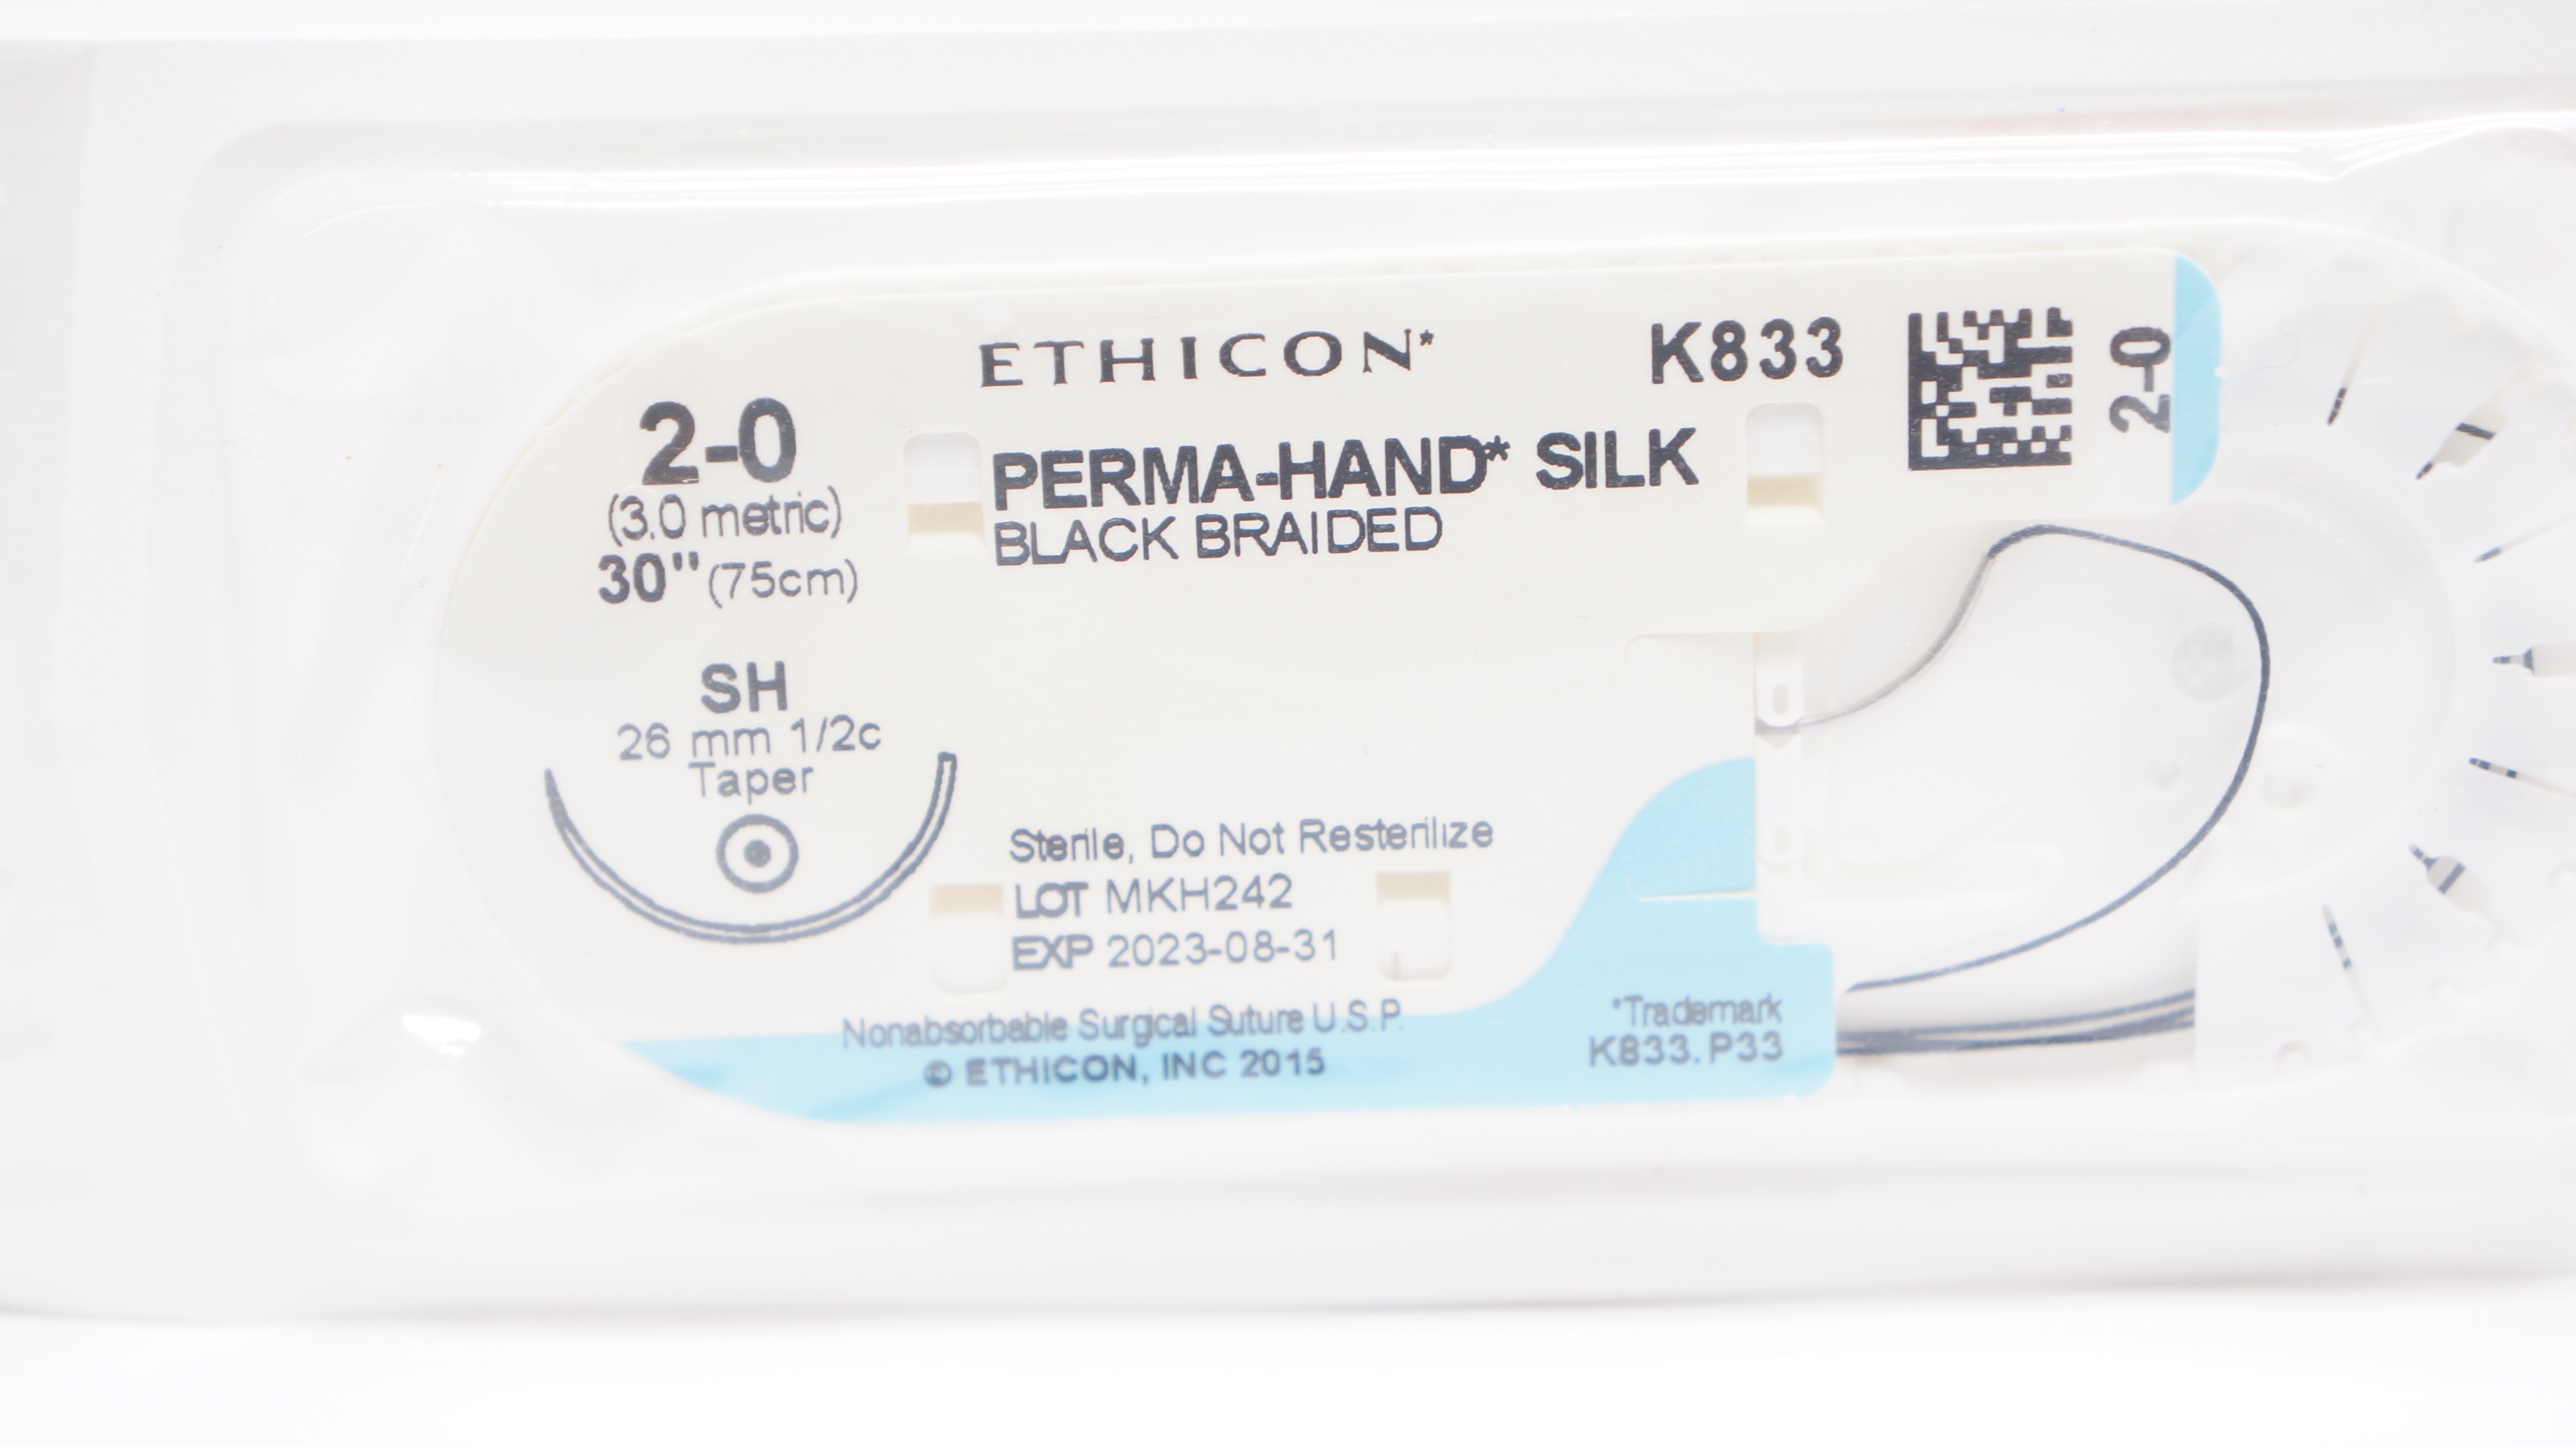 ETHICON*
K833
2-0
2-0
(3.0 metric)
30" (75cm)
PERMA-HAND* SILK
BLACK BRAIDED
SH
26 mm 1/2c
Taper
Sterile, Do Not Resterilize
LOT MKH242
EXP 2023-08-31
Nonabsorbable Surgical Suture U.S.P.
© ETHICON, INC 2015
*Trademark
K833.P33